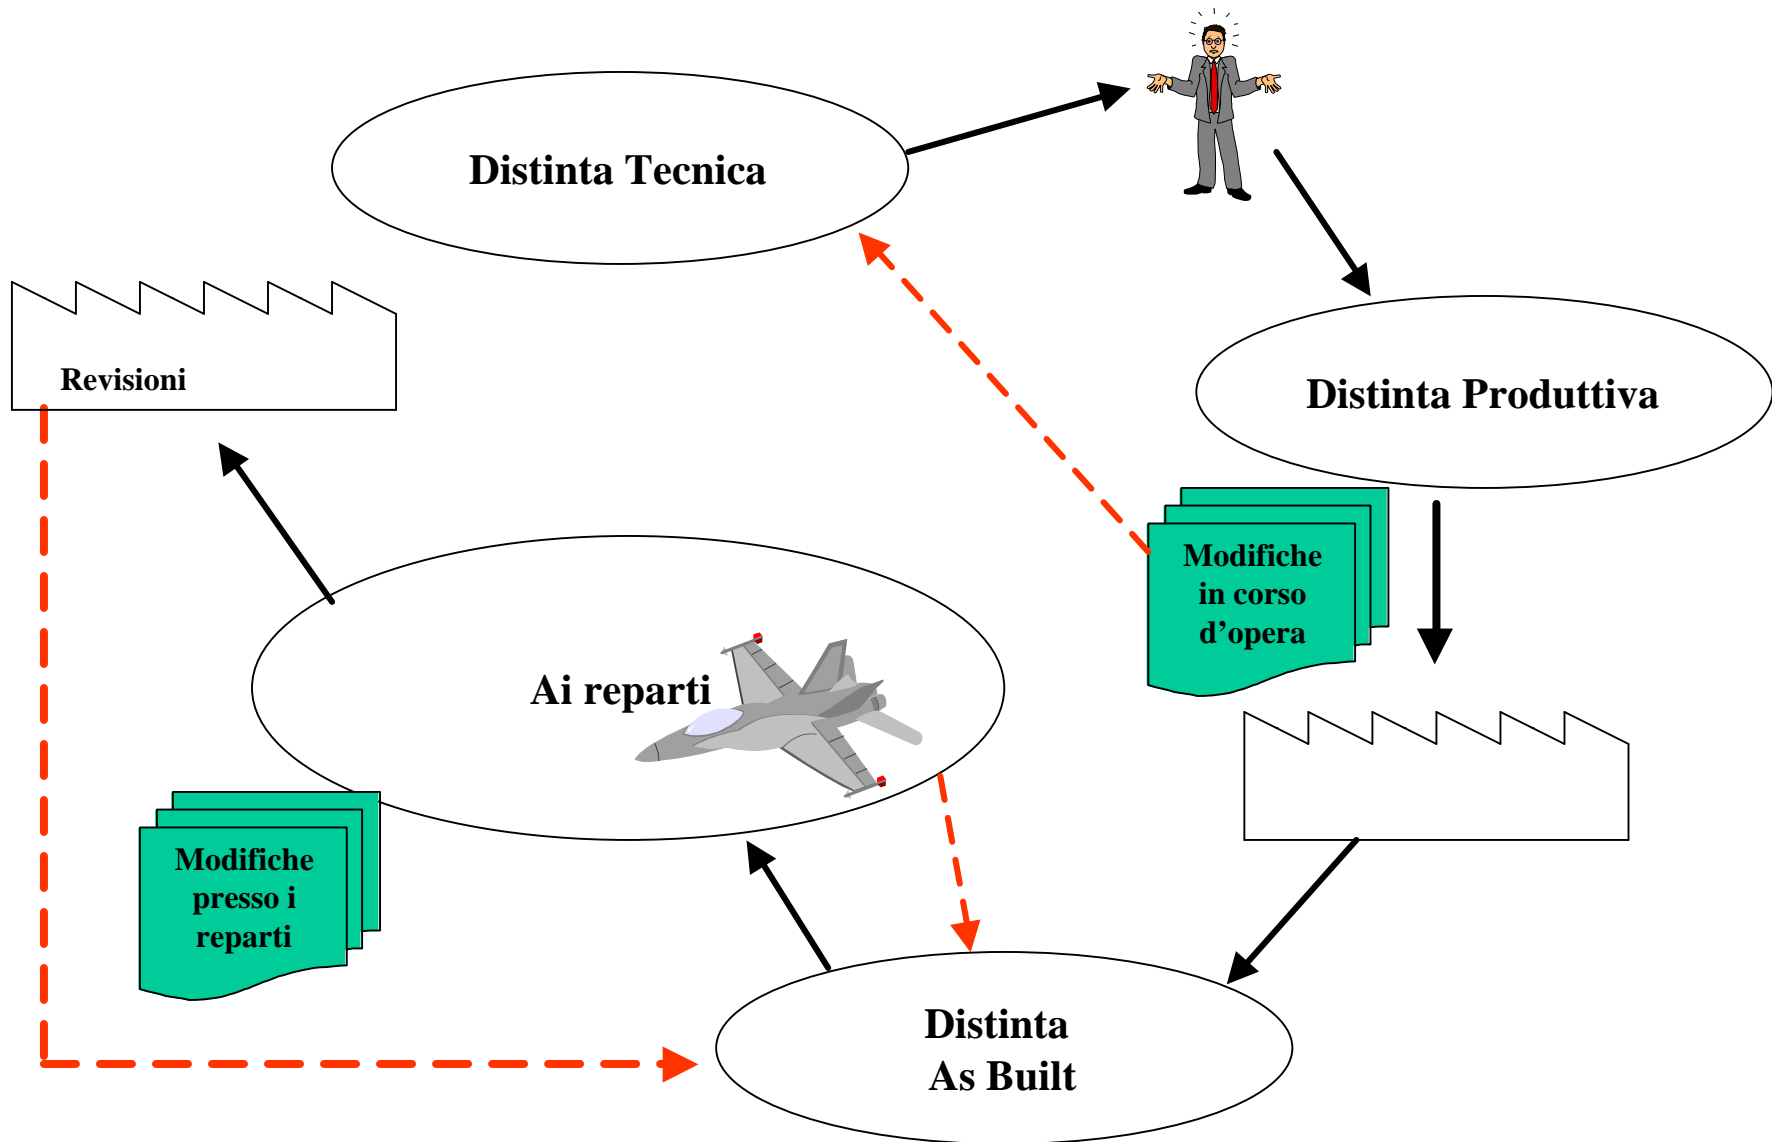 Distinta Tecnica
Revisioni
Distinta Produttiva
Modifiche
in corso
d’opera
Ai reparti
Modifiche
presso i
reparti
Distinta
As Built